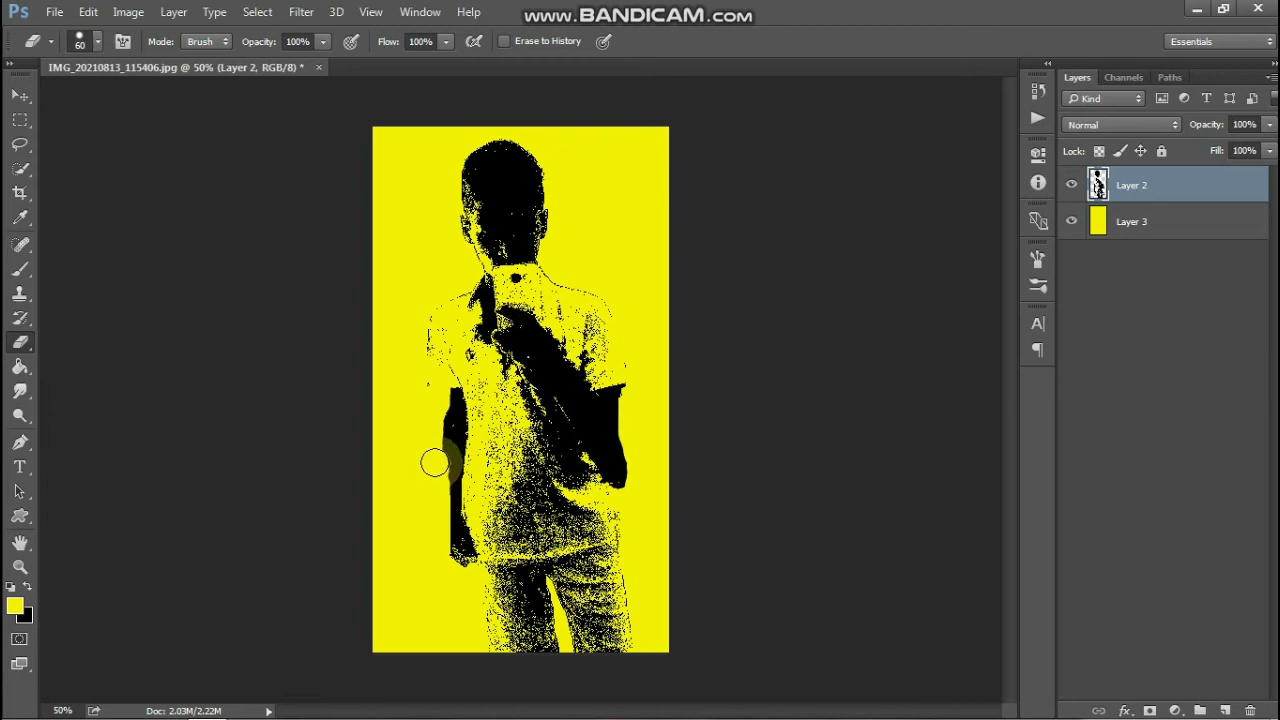 Ps File Edit Image Layer Type Select Filter 3D View Window Help
www.BANDICAM.com
60 Mode: Brush Opacity: 100% Flow: 100% Erase to History Essentials
IMG_20210813_115406.jpg @ 50% (Layer 2, RGB/8) * ×
Layers Channels Paths
Kind
Normal Opacity: 100%
Lock: Fill: 100%
Layer 2
Layer 3
50% Doc: 2.03M/2.22M